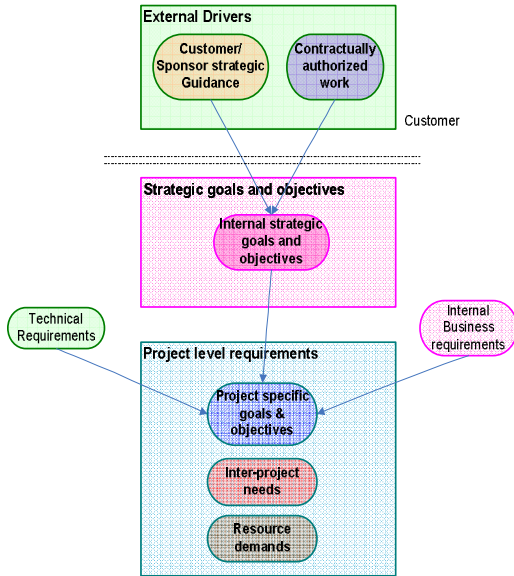 External Drivers
Customer/
Sponsor strategic
Guidance
Contractually
authorized
work
Customer
Strategic goals and objectives
Internal strategic
goals and
objectives
Technical
Requirements
Internal
Business
requirements
Project level requirements
Project specific
goals &
objectives
Inter-project
needs
Resource
demands